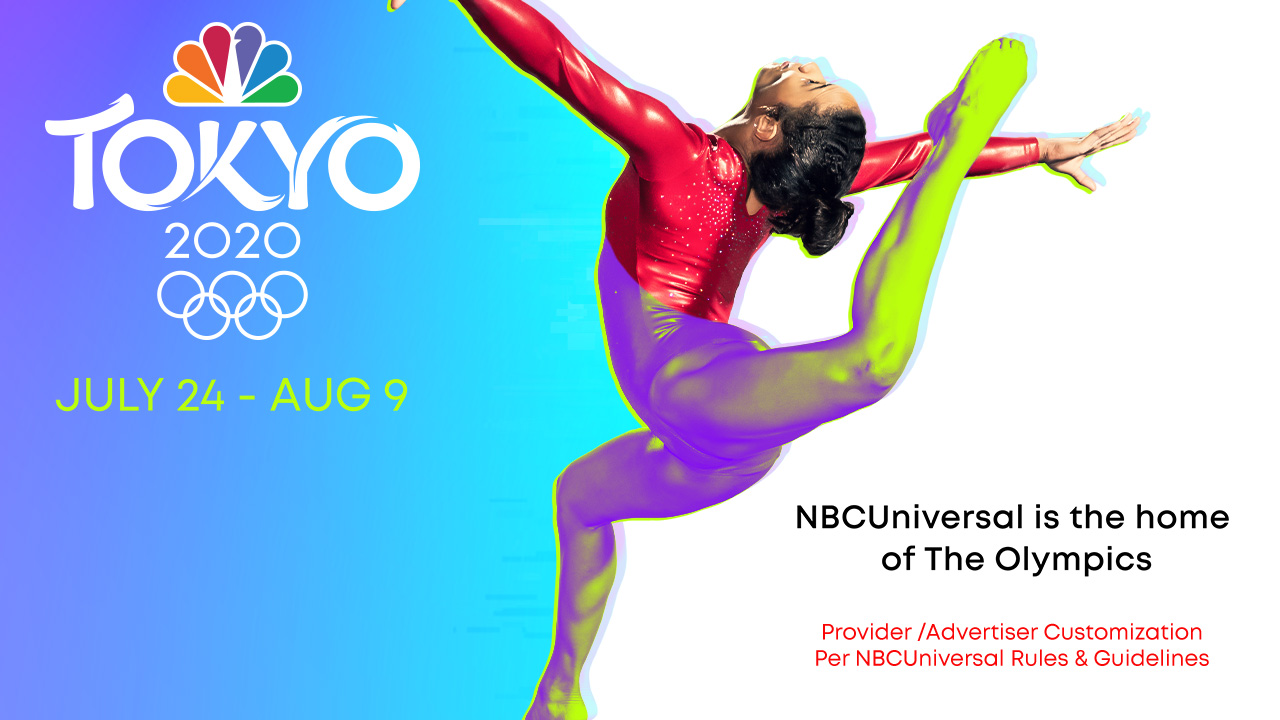 TOKYO
2020
JULY 24 - AUG 9
NBCUniversal is the home
of The Olympics
Provider /Advertiser Customization
Per NBCUniversal Rules & Guidelines